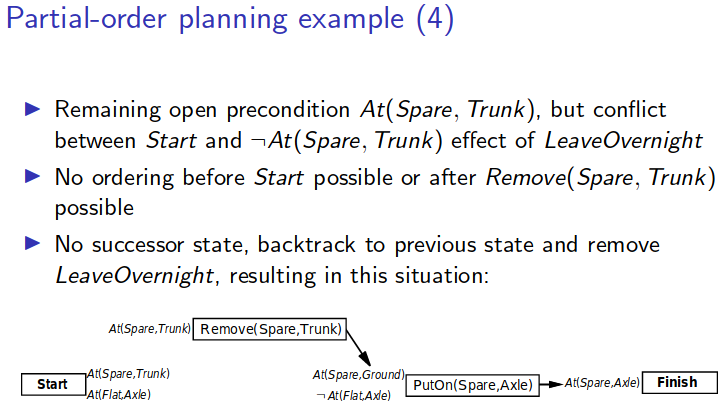 Partial-order planning example (4)
Remaining open precondition At(Spare, Trunk), but conflict
between Start and ¬At(Spare, Trunk) effect of LeaveOvernight
No ordering before Start possible or after Remove(Spare, Trunk)
possible
No successor state, backtrack to previous state and remove
LeaveOvernight, resulting in this situation:
At(Spare,Trunk) Remove(Spare,Trunk)
Start
At(Spare,Trunk)
At(Flat,Axle)
At(Spare,Ground)
¬At(Flat,Axle)
PutOn(Spare,Axle)
At(Spare,Axle)
Finish